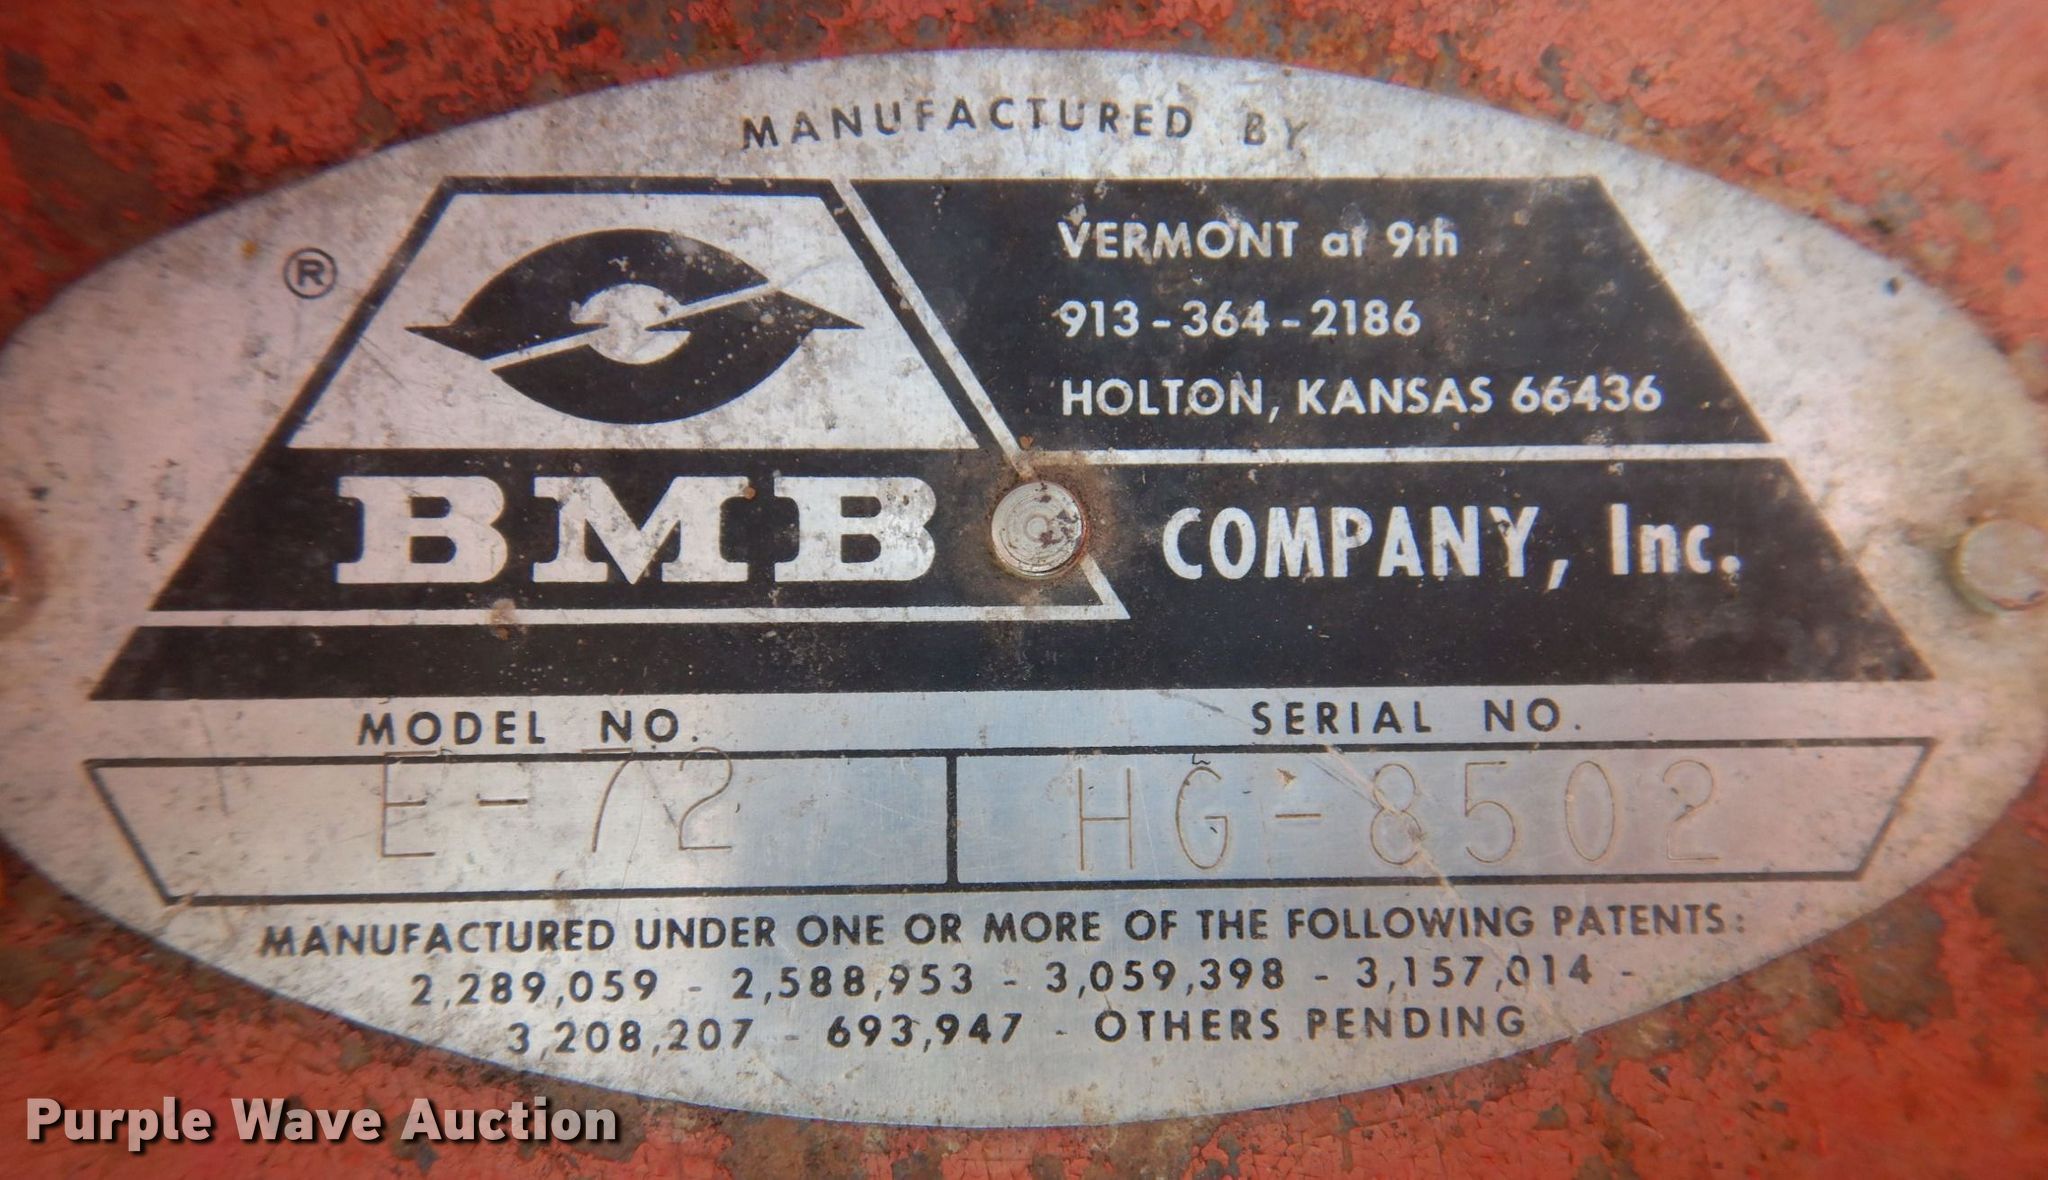 MANUFACTURED BY
®
VERMONT at 9th
913-364-2186
HOLTON, KANSAS 66436
BMB COMPANY, Inc.
MODEL NO. SERIAL NO.
E-72 HG-8502
MANUFACTURED UNDER ONE OR MORE OF THE FOLLOWING PATENTS:
2,289,059 - 2,588,953 - 3,059,398 - 3,157,014 -
3,208,207 - 693,947 - OTHERS PENDING
Purple Wave Auction